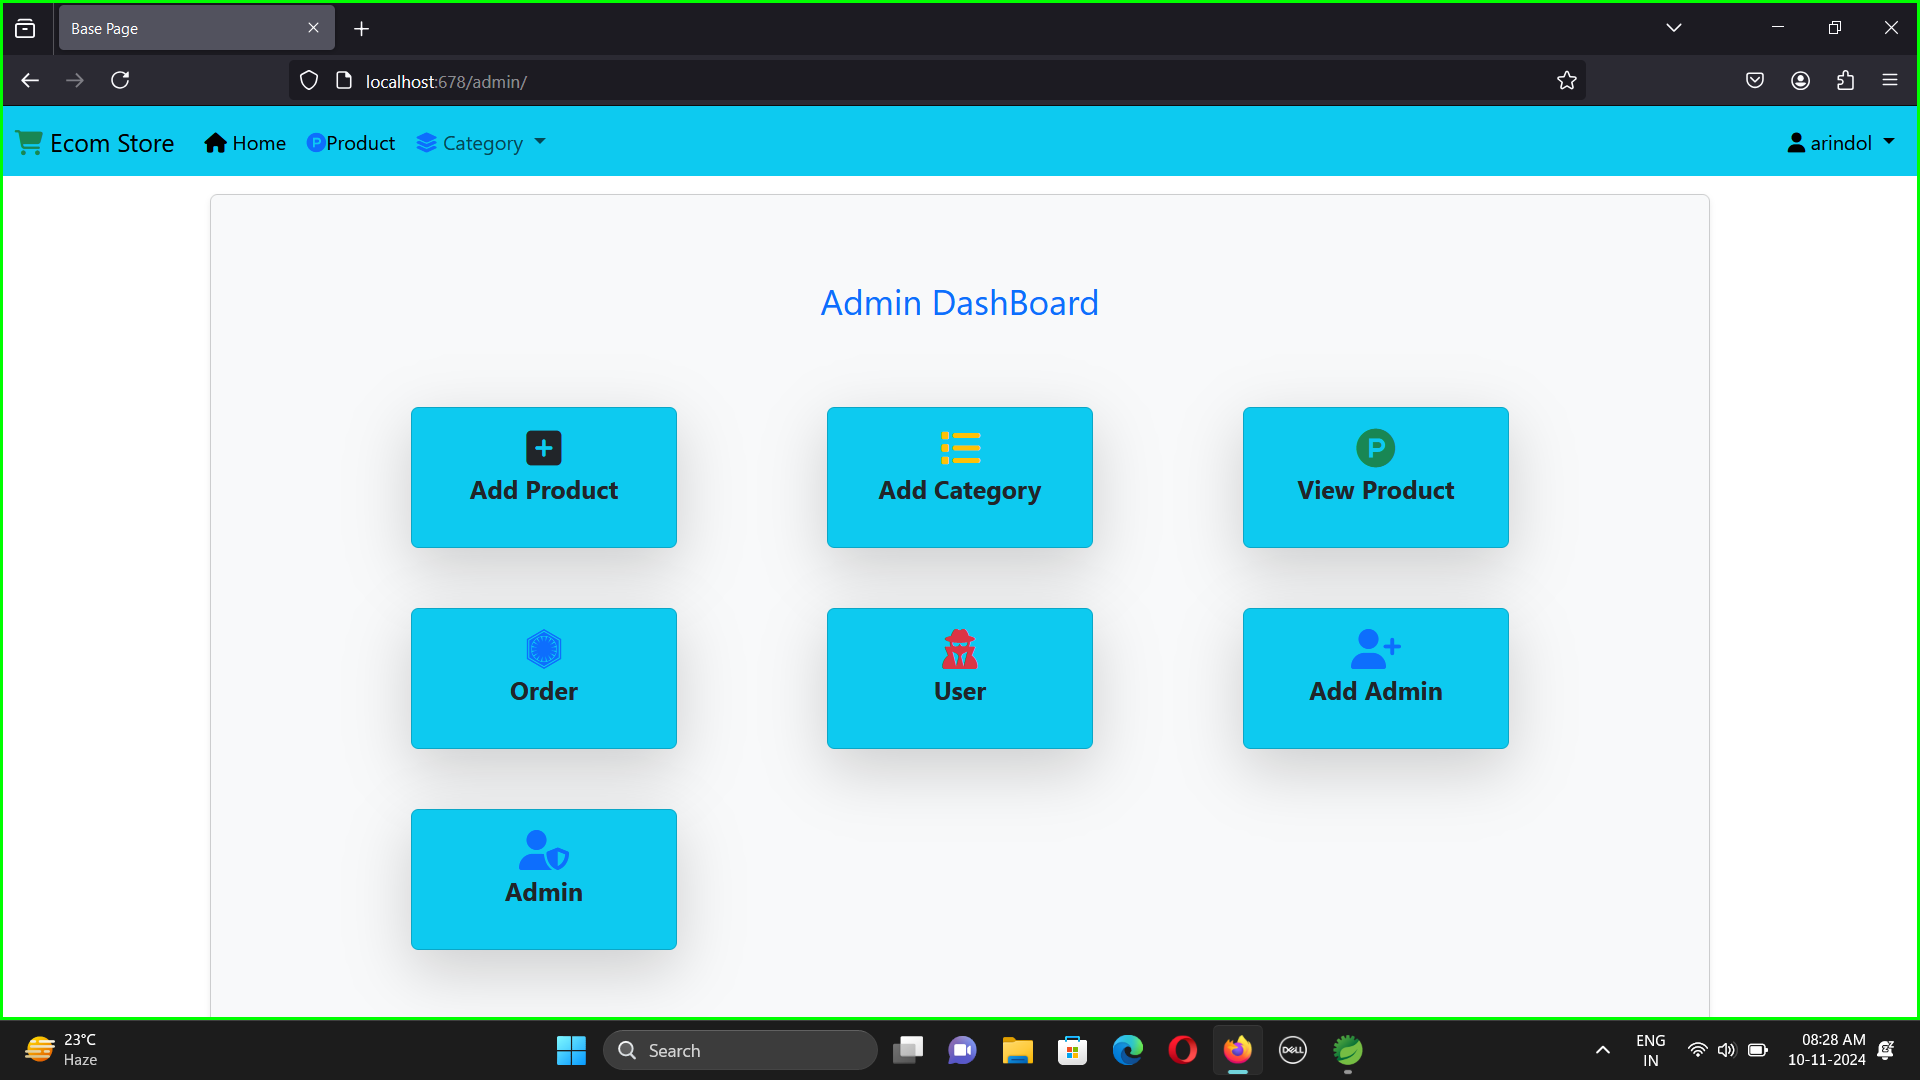 Base Page
localhost:678/admin/
Ecom Store Home Product Category arindol
Admin DashBoard
Add Product
Add Category
View Product
Order
User
Add Admin
Admin
23°C
Haze
Search
DELL
ENG
IN
08:28 AM
10-11-2024